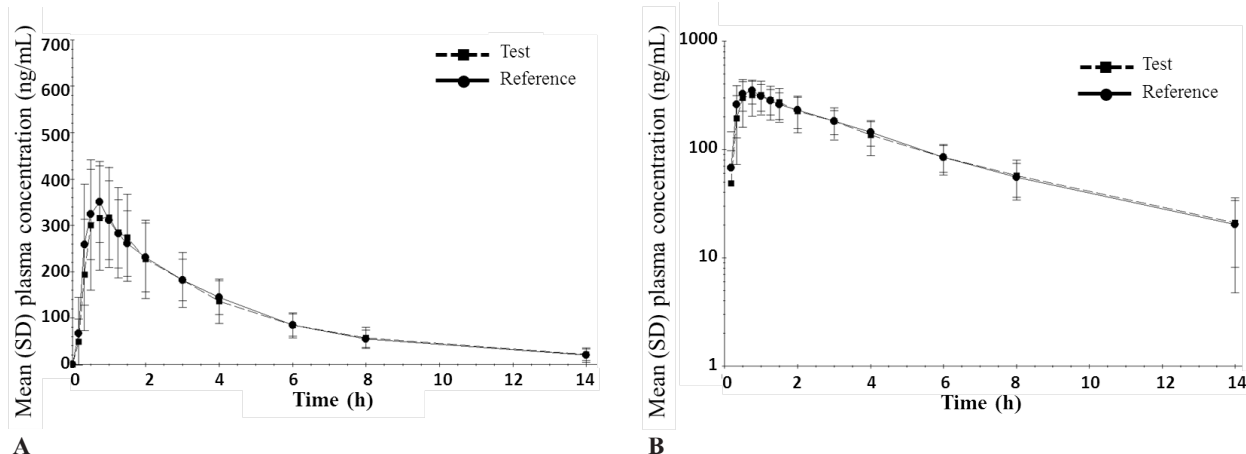 Mean (SD) plasma concentration (ng/mL)
700
600
500
400
300
200
100
0
0 2 4 6 8 10 12 14
Time (h)
Test
Reference
A
Mean (SD) plasma concentration (ng/mL)
1000
100
10
1
0 2 4 6 8 10 12 14
Time (h)
Test
Reference
B